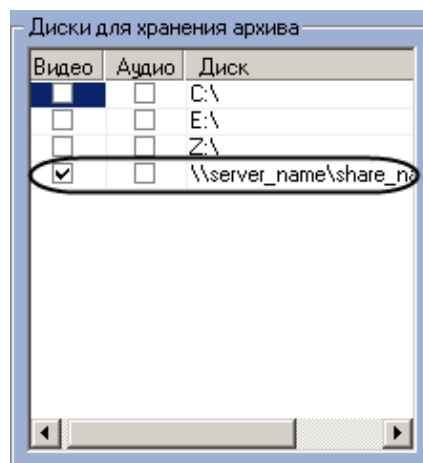 Диски для хранения архива
Видео Аудио Диск
C:\
E:\
Z:\
\\server_name\share_na